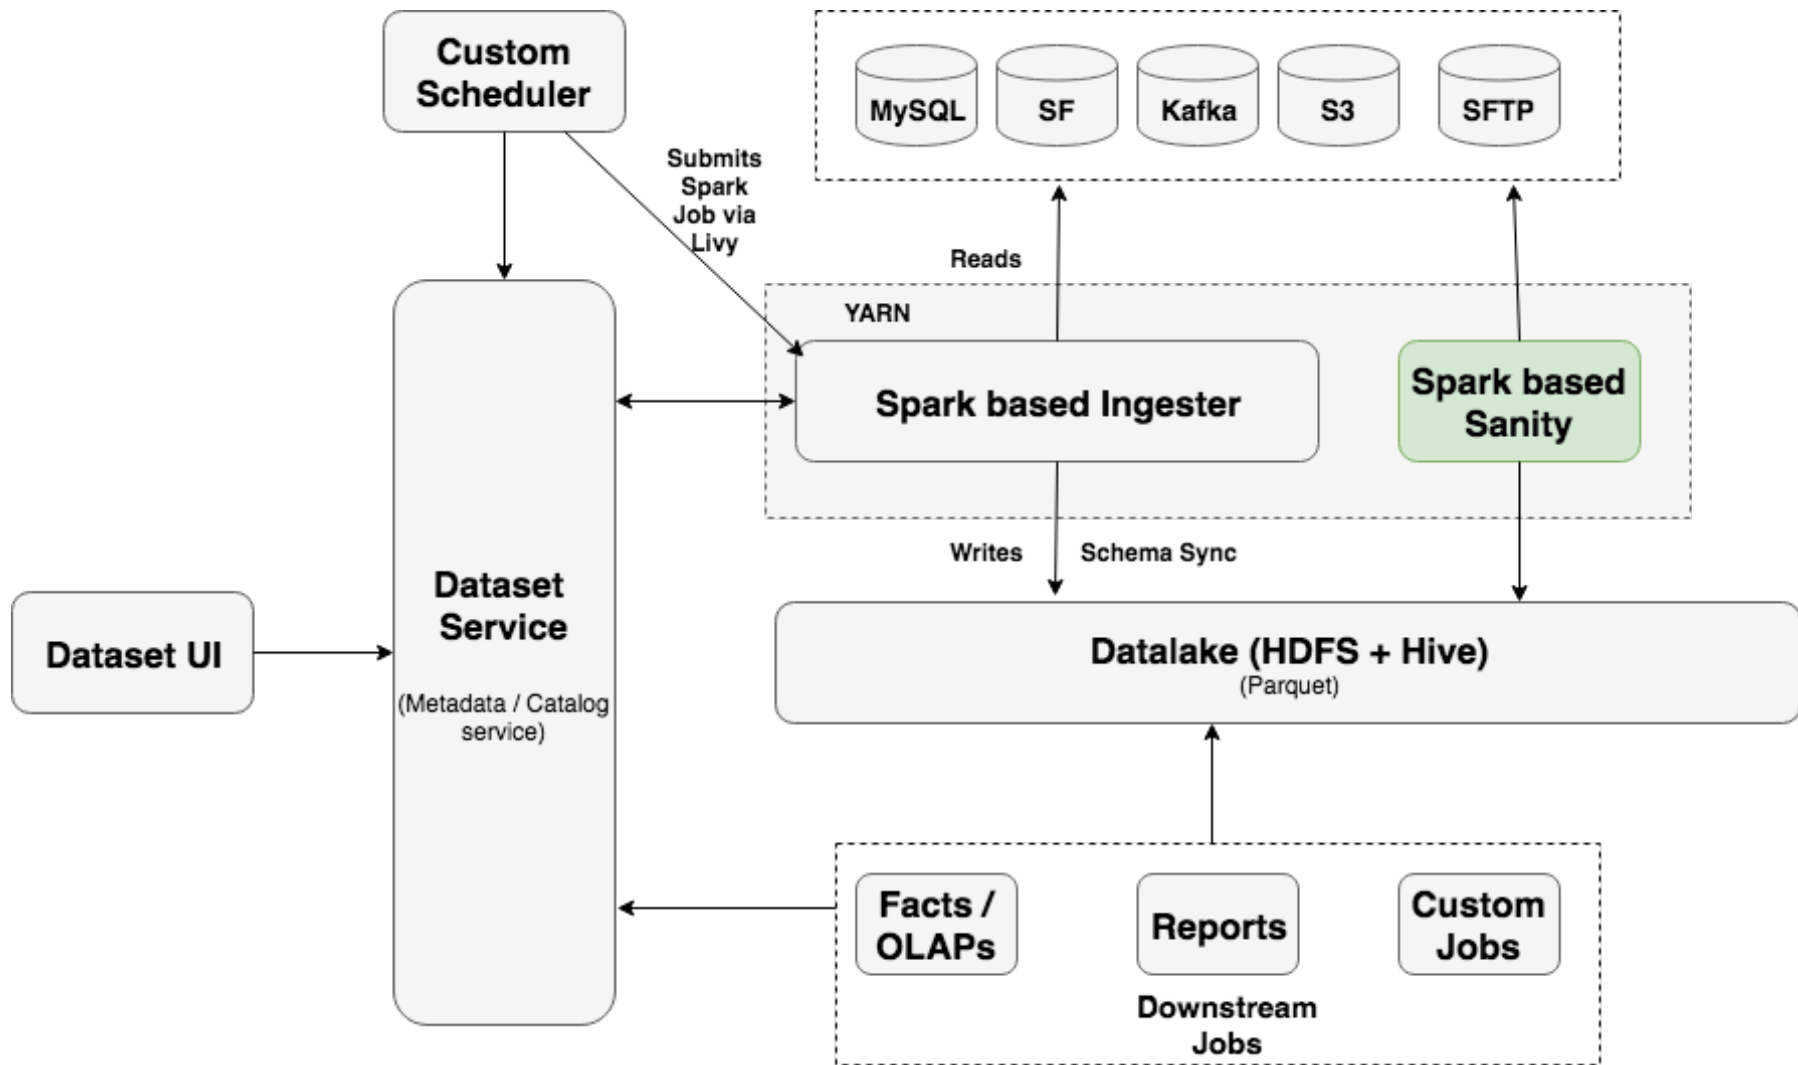 Custom
Scheduler
MySQL
SF
Kafka
S3
SFTP
Submits
Spark
Job via
Livy
Reads
YARN
Spark based Ingester
Spark based
Sanity
Writes
Schema Sync
Dataset
Service
(Metadata / Catalog
service)
Dataset UI
Datalake (HDFS + Hive)
(Parquet)
Facts /
OLAPs
Reports
Custom
Jobs
Downstream
Jobs